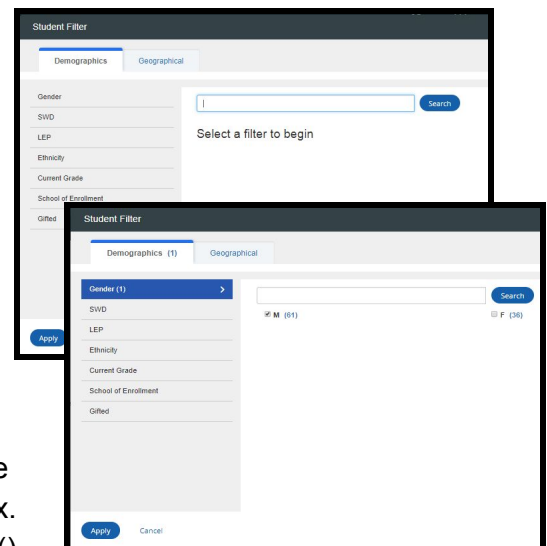 Student Filter
Demographics Geographical
Gender
SWD
LEP
Ethnicity
Current Grade
School of Enrollment
Gifted
Search
Select a filter to begin
Apply
Student Filter
Demographics (1) Geographical
Gender (1)
SWD
LEP
Ethnicity
Current Grade
School of Enrollment
Gifted
Search
M (61) F (36)
Apply Cancel
e
x.
()